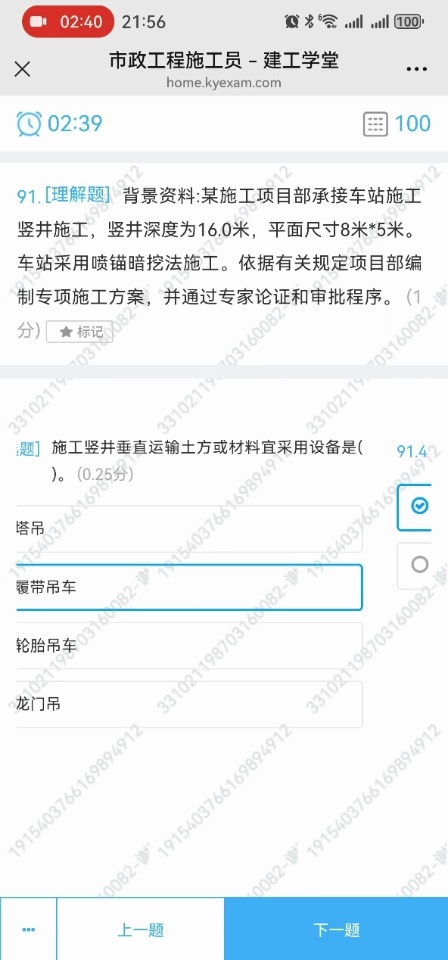 02:40 21:56 100
市政工程施工员 – 建工学堂
home.kyexam.com
02:39 100
91.[理解题] 背景资料:某施工项目部承接车站施工
竖井施工，竖井深度为16.0米，平面尺寸8米*5米。
车站采用喷锚暗挖法施工。依据有关规定项目部编
制专项施工方案，并通过专家论证和审批程序。(1
分) ★ 标记
题] 施工竖井垂直运输土方或材料宜采用设备是(
)。(0.25分)
91.4
塔吊
履带吊车
轮胎吊车
龙门吊
... 上一题 下一题
331021198703160082
1915403766169894912